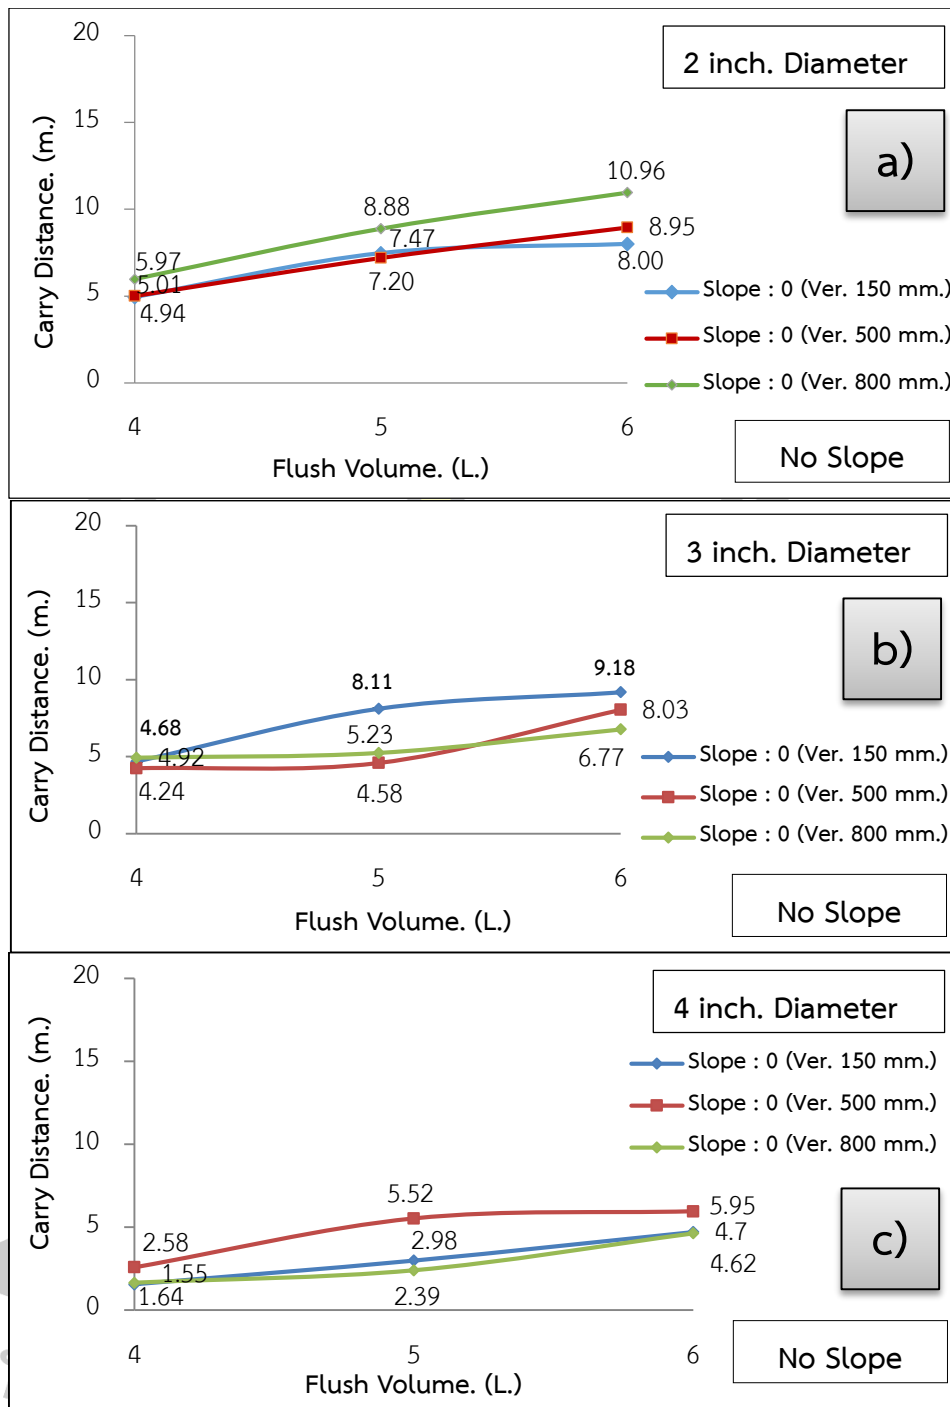 20
2 inch. Diameter
15
a)
10.96
10
8.88
8.95
7.47
5.97
8.00
5.01
7.20
5
4.94
Slope : 0 (Ver. 150 mm.)
Slope : 0 (Ver. 500 mm.)
Slope : 0 (Ver. 800 mm.)
0
4 5 6
Carry Distance. (m.)
Flush Volume. (L.)
No Slope
20
3 inch. Diameter
15
b)
10
9.18
8.11
8.03
4.68
5.23
4.92
6.77
5
4.24
4.58
Slope : 0 (Ver. 150 mm.)
Slope : 0 (Ver. 500 mm.)
Slope : 0 (Ver. 800 mm.)
0
4 5 6
Carry Distance. (m.)
Flush Volume. (L.)
No Slope
20
4 inch. Diameter
Slope : 0 (Ver. 150 mm.)
15
Slope : 0 (Ver. 500 mm.)
Slope : 0 (Ver. 800 mm.)
10
5.52
5.95
c)
5
4.7
2.58
2.98
4.62
1.55
1.64
2.39
0
4 5 6
Carry Distance. (m.)
Flush Volume. (L.)
No Slope